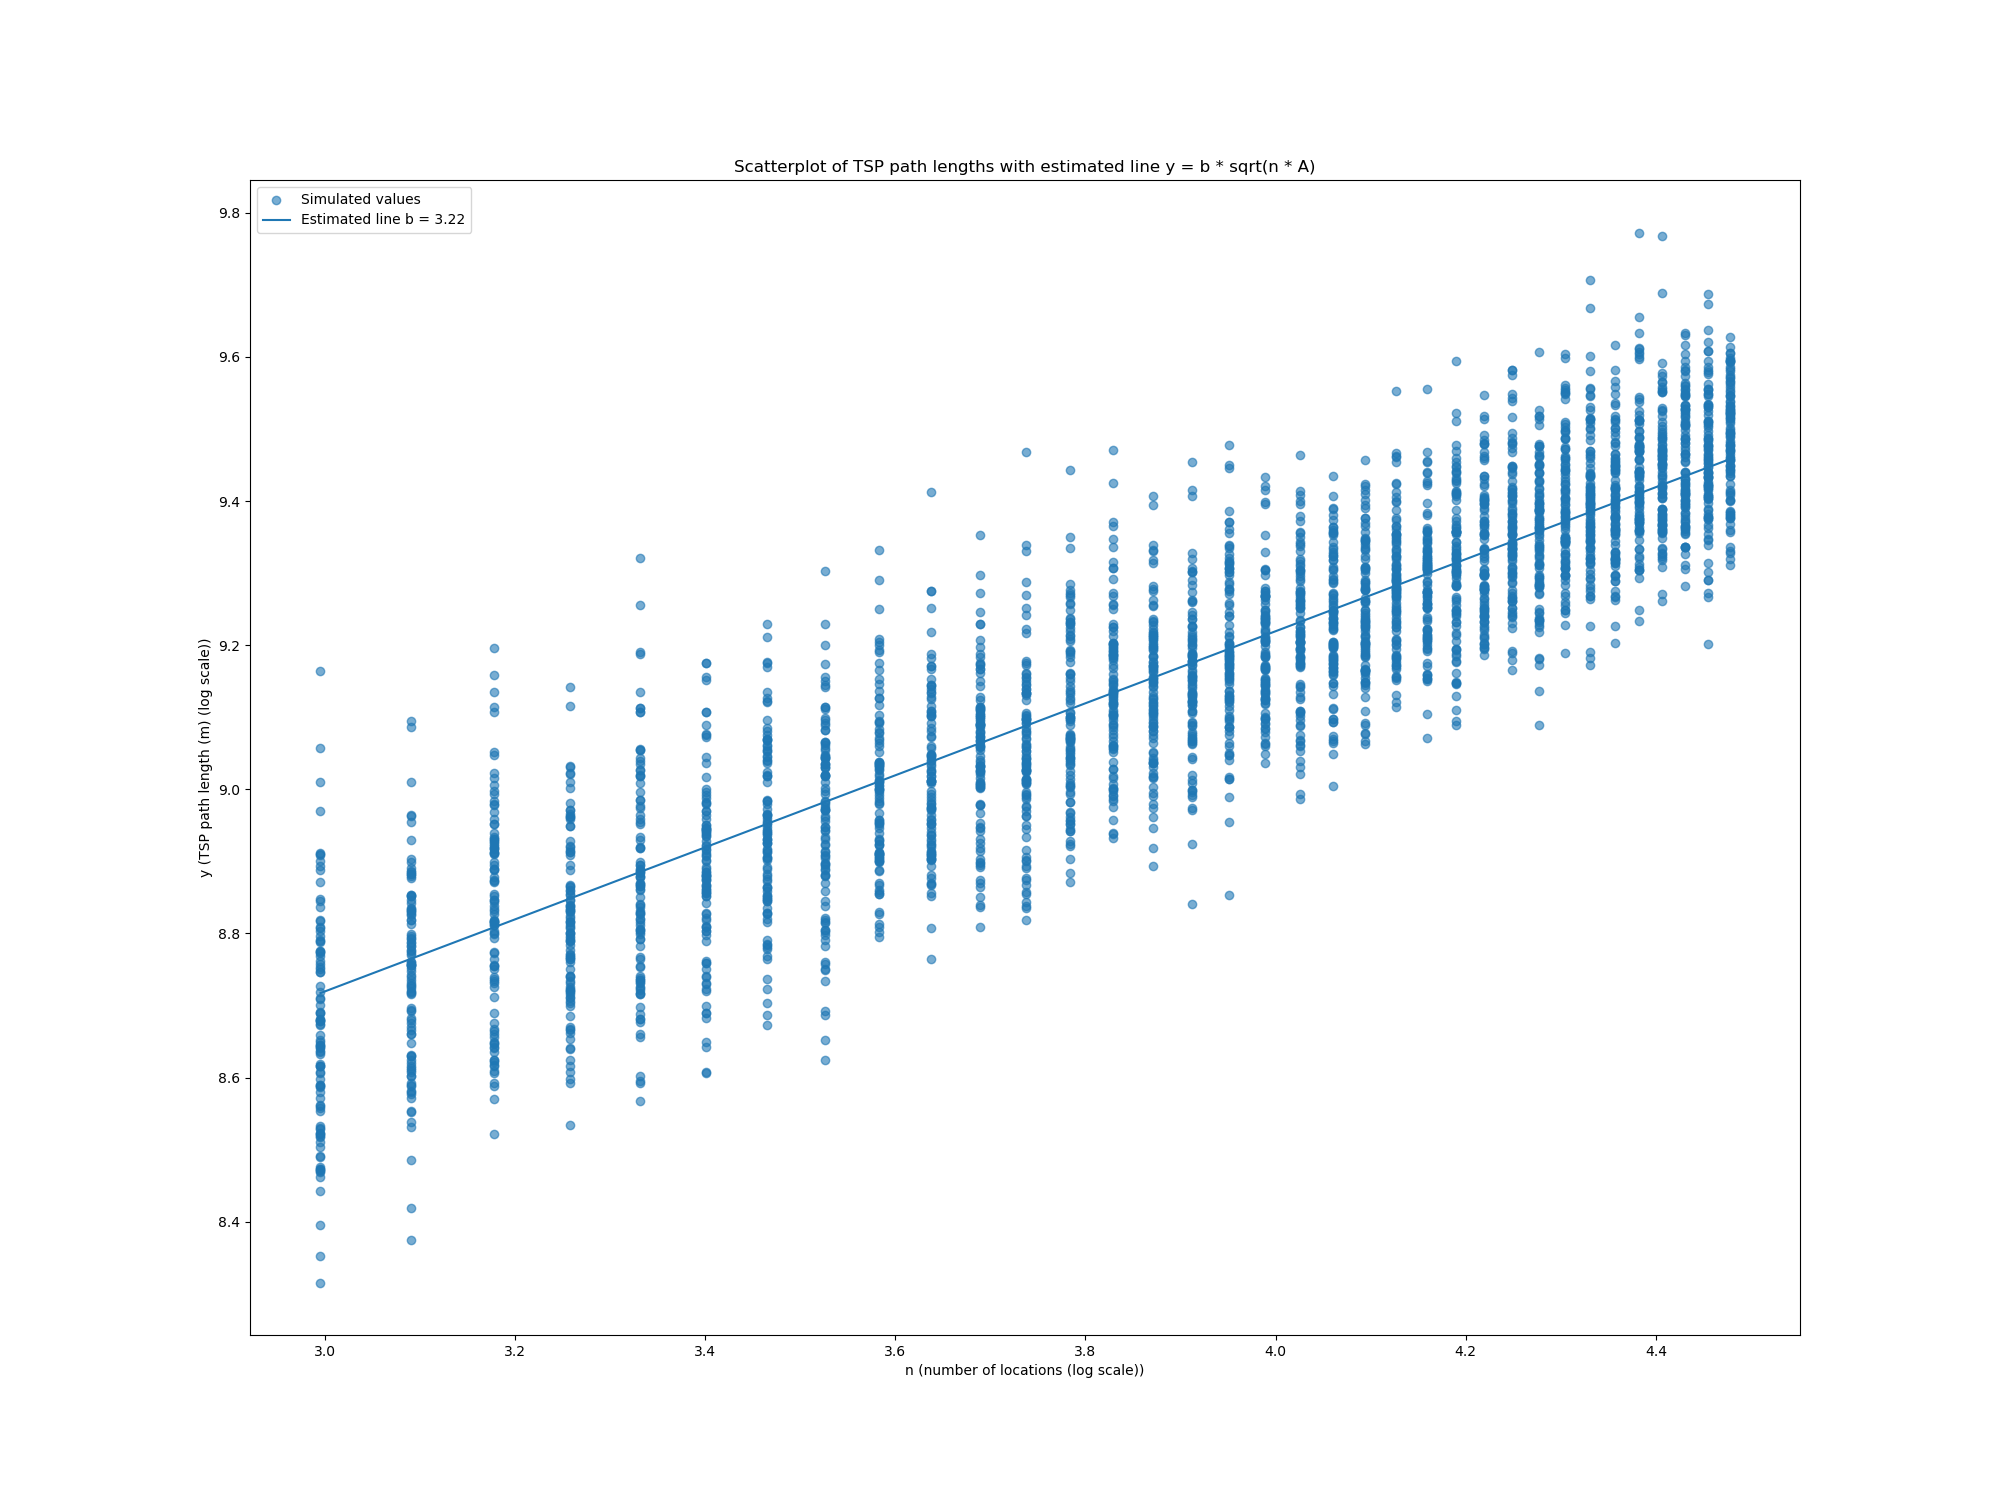 Scatterplot of TSP path lengths with estimated line y = b * sqrt(n * A)
Simulated values
Estimated line b = 3.22
9.8
9.6
9.4
9.2
9.0
8.8
8.6
8.4
y (TSP path length (m) (log scale))
3.0 3.2 3.4 3.6 3.8 4.0 4.2 4.4
n (number of locations (log scale))